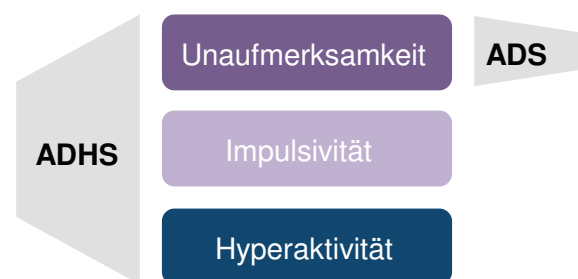 Unaufmerksamkeit
ADS
ADHS
Impulsivität
Hyperaktivität